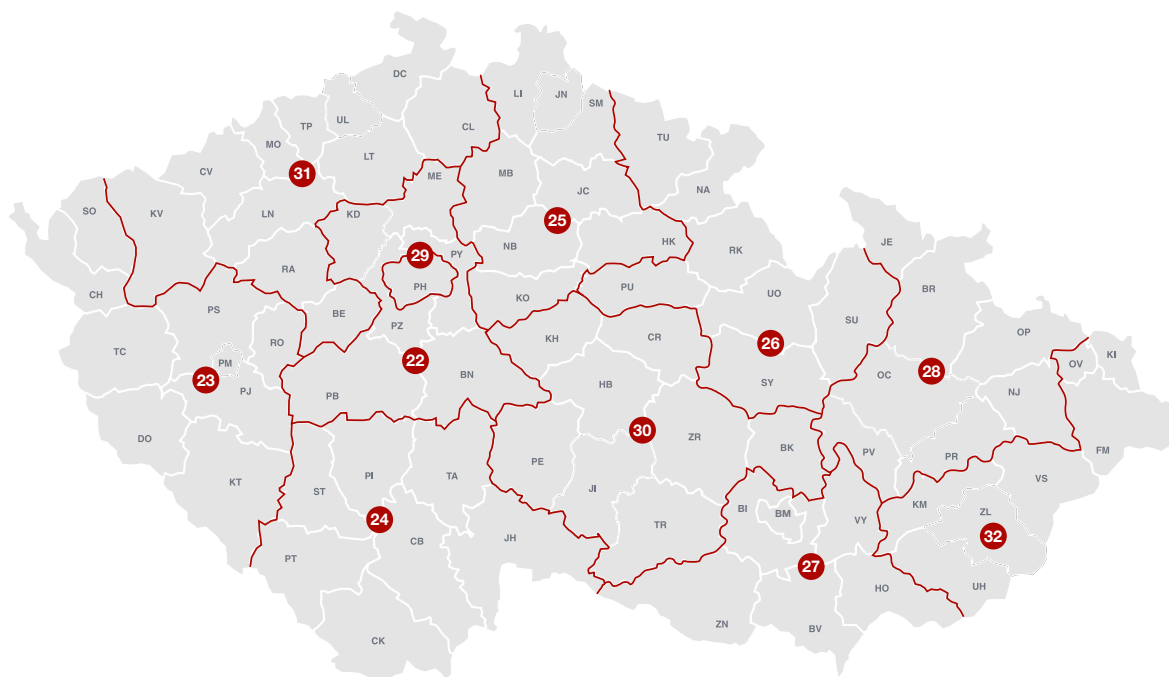 DC
LI
JN
SM
TP
UL
CL
TU
MO
LT
CV
ME
MB
31
JC
NA
SO
KV
LN
KD
25
NB
HK
RK
JE
29
PY
RA
PH
BR
CH
KO
PU
UO
PS
BE
PZ
SU
OP
RO
KH
CR
26
TC
PM
22
KI
OV
23
BN
HB
SY
OC
28
PJ
PB
NJ
DO
30
ZR
BK
PV
PR
FM
KT
PI
TA
PE
VS
ST
JI
KM
ZL
24
TR
BI
BM
VY
32
PT
CB
JH
27
HO
UH
ZN
BV
CK